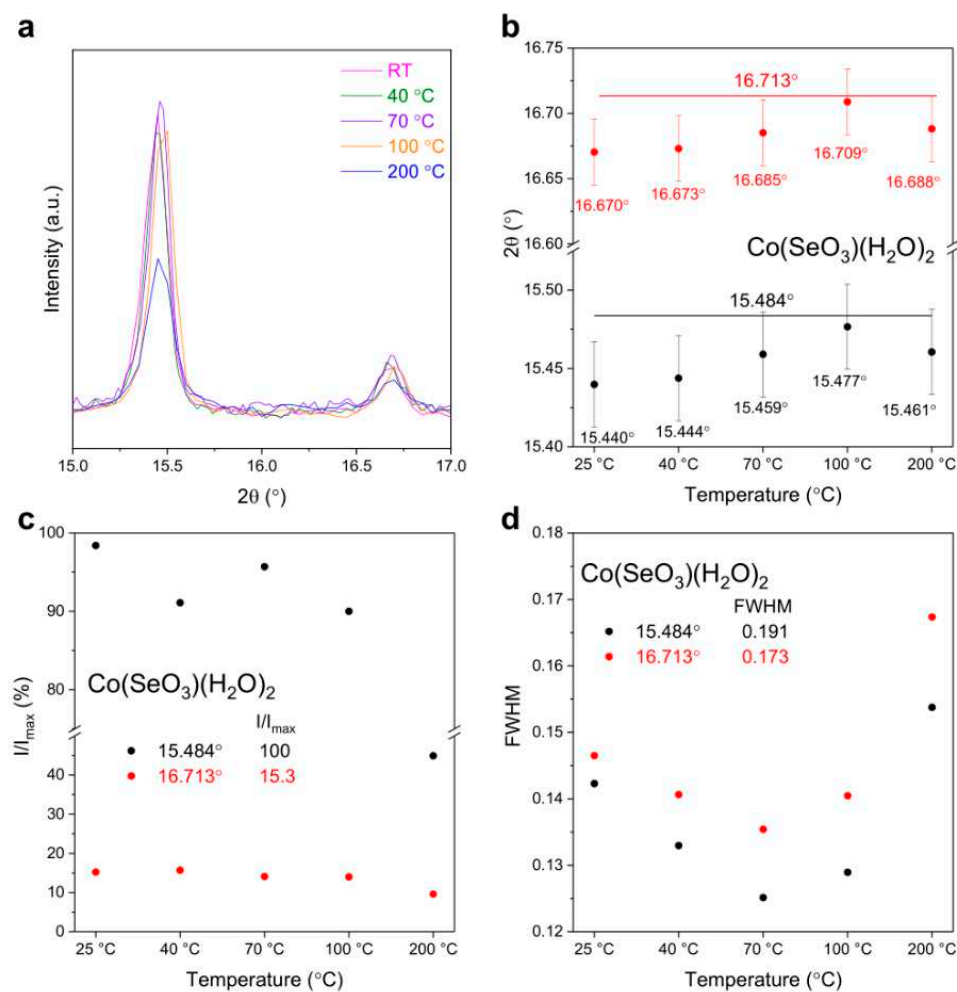 a
RT
40 °C
70 °C
100 °C
200 °C
Intensity (a.u.)
15.0
15.5
16.0
16.5
17.0
2θ (°)
b
16.75
16.70
16.65
16.60
15.50
15.45
15.40
2θ (°)
16.713°
16.670°
16.673°
16.685°
16.709°
16.688°
Co(SeO₃)(H₂O)₂
15.484°
15.440°
15.444°
15.459°
15.477°
15.461°
25 °C
40 °C
70 °C
100 °C
200 °C
Temperature (°C)
c
100
90
80
40
30
20
10
0
I/Iₘₐₓ (%)
Co(SeO₃)(H₂O)₂
I/Iₘₐₓ
15.484° 100
16.713° 15.3
25 °C
40 °C
70 °C
100 °C
200 °C
Temperature (°C)
d
0.18
0.17
0.16
0.15
0.14
0.13
0.12
FWHM
Co(SeO₃)(H₂O)₂
FWHM
15.484° 0.191
16.713° 0.173
25 °C
40 °C
70 °C
100 °C
200 °C
Temperature (°C)